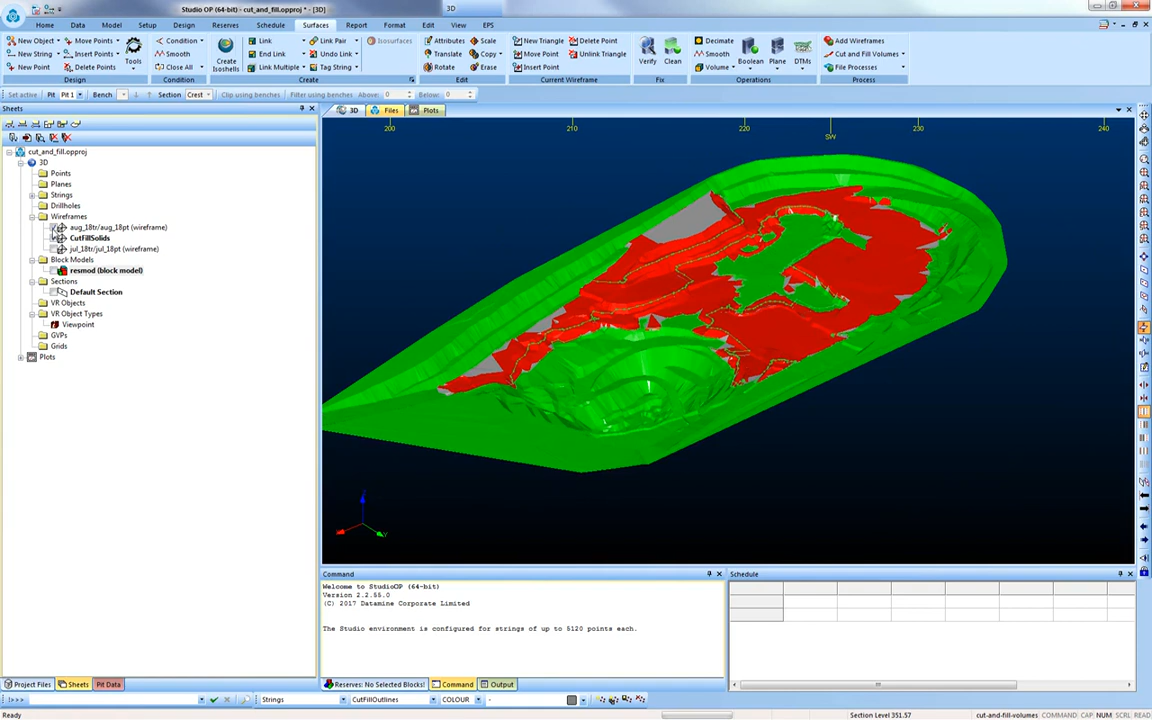 Studio OP (64-bit) - cut_and_fill.opproj * - [3D]
3D
Home Data Model Setup Design Reserves Schedule Surfaces Report Format Edit View EPS
New Object Move Points
New String Insert Points
New Point Delete Points
Tools
Design
Condition
Smooth
Close All
Condition
Create Isoshells
Link Link Pair Isosurfaces
End Link Undo Link
Link Multiple Tag String
Create
Attributes Scale
Translate Copy
Rotate Erase
Edit
New Triangle Delete Point
Move Point Unlink Triangle
Insert Point
Current Wireframe
Verify Clean
Fix
Decimate
Smooth
Volume
Boolean Plane DTMs
Operations
Add Wireframes
Cut and Fill Volumes
File Processes
Process
Set active Pit Pit 1 Bench Section Crest Clip using benches Filter using benches Above: 0 Below: 0
Sheets
3D Files Plots
200 210 220 SW 230 240
cut_and_fill.opproj
3D
Points
Planes
Strings
Drillholes
Wireframes
aug_18tr/aug_18pt (wireframe)
CutFillSolids
jul_18tr/jul_18pt (wireframe)
Block Models
resmod (block model)
Sections
Default Section
VR Objects
VR Object Types
Viewpoint
GVPs
Grids
Plots
Command
Schedule
Welcome to StudioOP (64-bit)
Version 2.2.55.0
(C) 2017 Datamine Corporate Limited
The Studio environment is configured for strings of up to 5120 points each.
Project Files Sheets Pit Data
Reserves: No Selected Blocks! Command Output
!>>> Strings CutFillOutlines COLOUR -
Ready
Section Level 351.57 cut-and-fill-volumes COMMAND CAP NUM SCRL READ